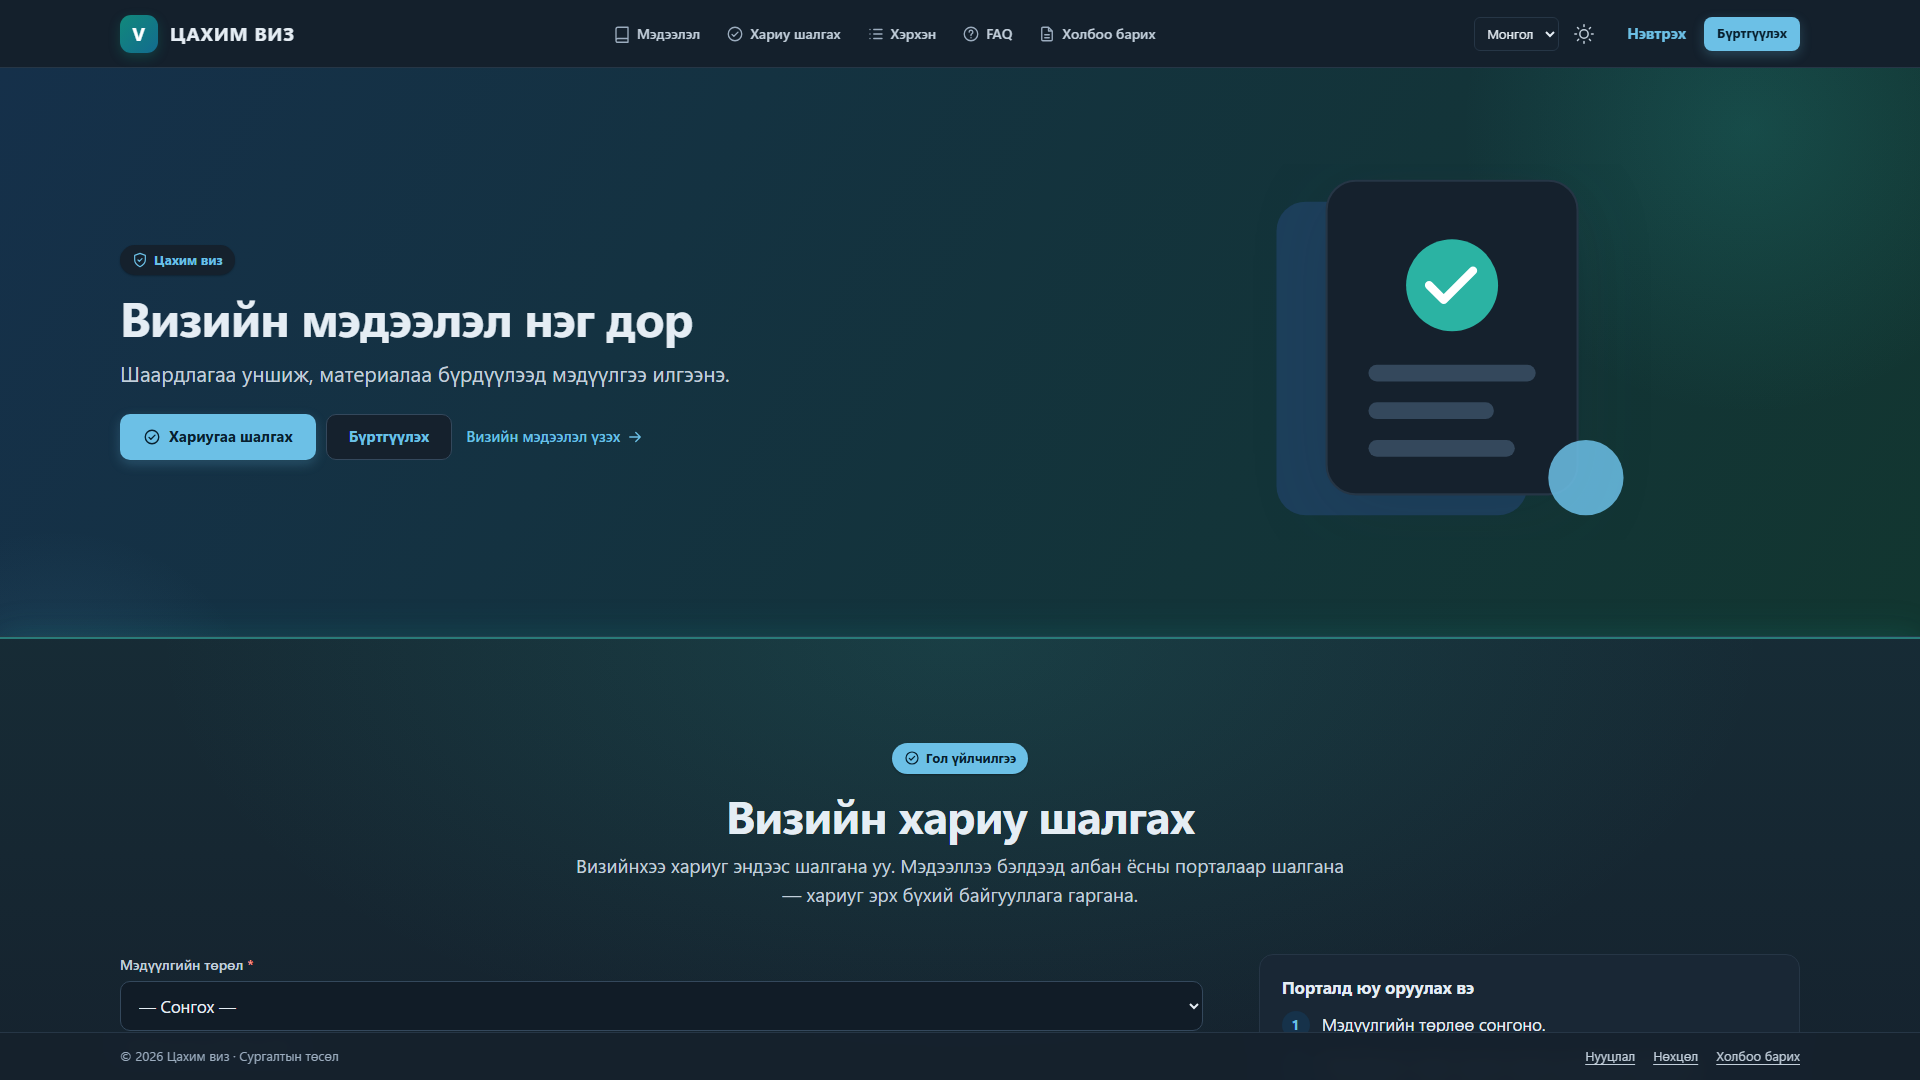 V ЦАХИМ ВИЗ
Мэдээлэл
Хариу шалгах
Хэрхэн
FAQ
Холбоо барих
Монгол
Нэвтрэх
Бүртгүүлэх
Цахим виз
Визийн мэдээлэл нэг дор
Шаардлагаа уншиж, материалаа бүрдүүлээд мэдүүлгээ илгээнэ.
Хариугаа шалгах
Бүртгүүлэх
Визийн мэдээлэл үзэх →
Гол үйлчилгээ
Визийн хариу шалгах
Визийнхээ хариуг эндээс шалгана уу. Мэдээллээ бэлдээд албан ёсны порталаар шалгана
— хариуг эрх бүхий байгууллага гаргана.
Мэдүүлгийн төрөл *
— Сонгох —
Порталд юу оруулах вэ
1 Мэдүүлгийн төрлөө сонгоно.
© 2026 Цахим виз · Сургалтын төсөл
Нууцлал
Нөхцөл
Холбоо барих